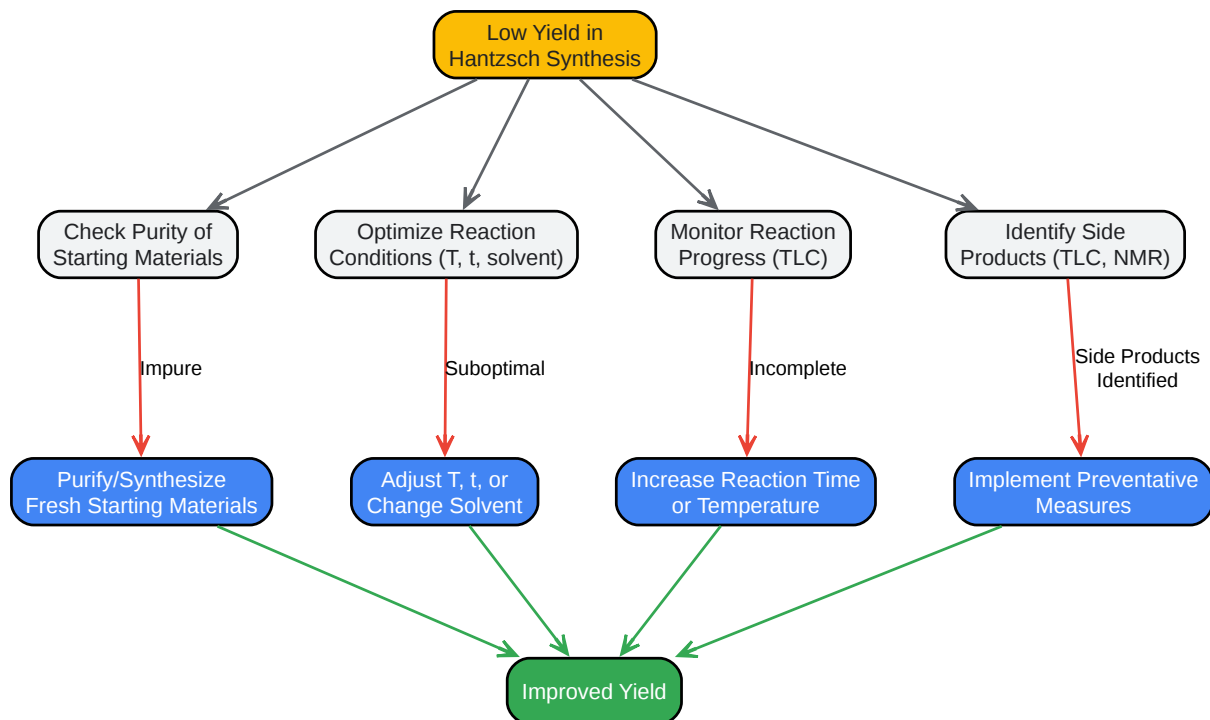 Low Yield in
Hantzsch Synthesis
Check Purity of
Starting Materials
Optimize Reaction
Conditions (T, t, solvent)
Monitor Reaction
Progress (TLC)
Identify Side
Products (TLC, NMR)
Impure
Suboptimal
Incomplete
Side Products
Identified
Purify/Synthesize
Fresh Starting Materials
Adjust T, t, or
Change Solvent
Increase Reaction Time
or Temperature
Implement Preventative
Measures
Improved Yield